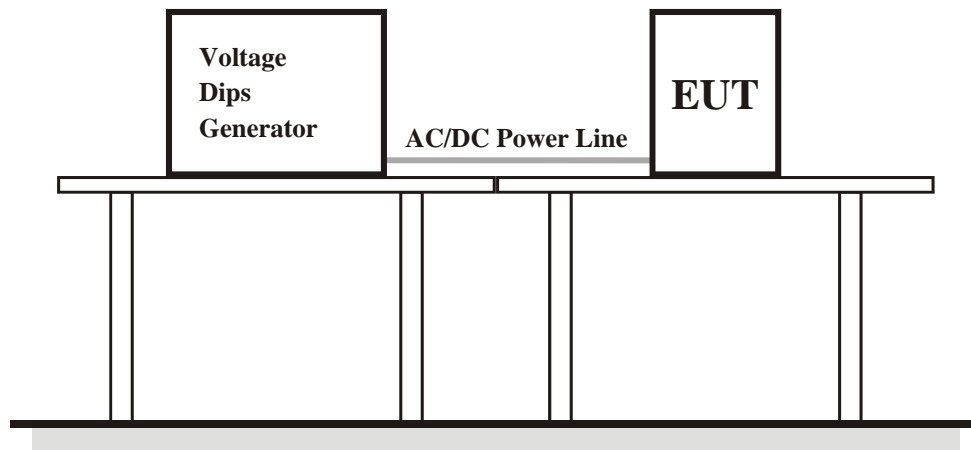 Voltage
Dips
Generator
EUT
AC/DC Power Line